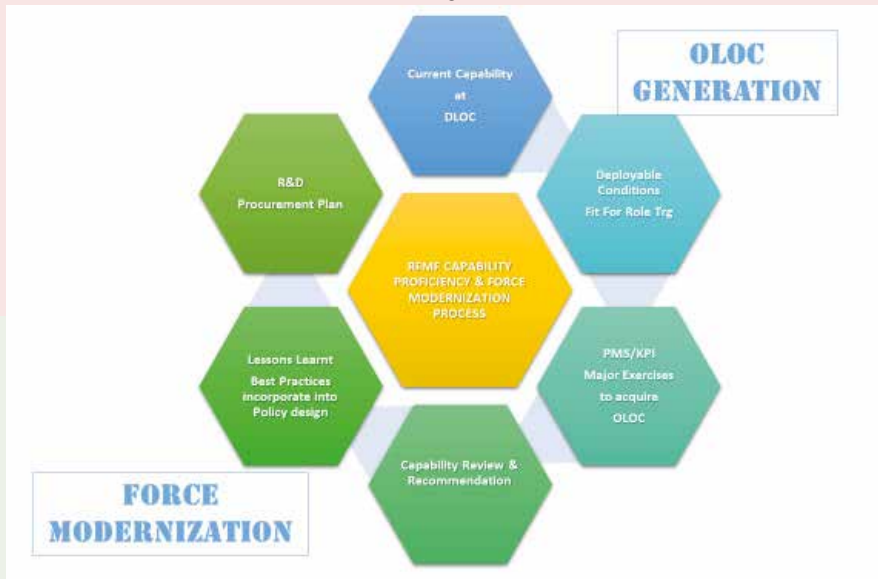 OLOC
GENERATION
Current Capability
at
DLOC
Deployable
Conditions
Fit For Role Trg
PMS/KPI
Major Exercises
to acquire
OLOC
Capability Review &
Recommendation
Lessons Learnt
Best Practices
incorporate into
Policy design
R&D
Procurement Plan
RFMF CAPABILITY
PROFICIENCY & FORCE
MODERNIZATION
PROCESS
FORCE
MODERNIZATION